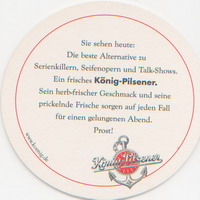 Sie sehen heute:
Die beste Alternative zu
Serienkillern, Seifenopern und Talk-Shows.
Ein frisches König-Pilsener.
Sein herb-frischer Geschmack und seine
prickelnde Frische sorgen auf jeden Fall
für einen gelungenen Abend.
Prost!
www.koenig.de
König-Pilsener